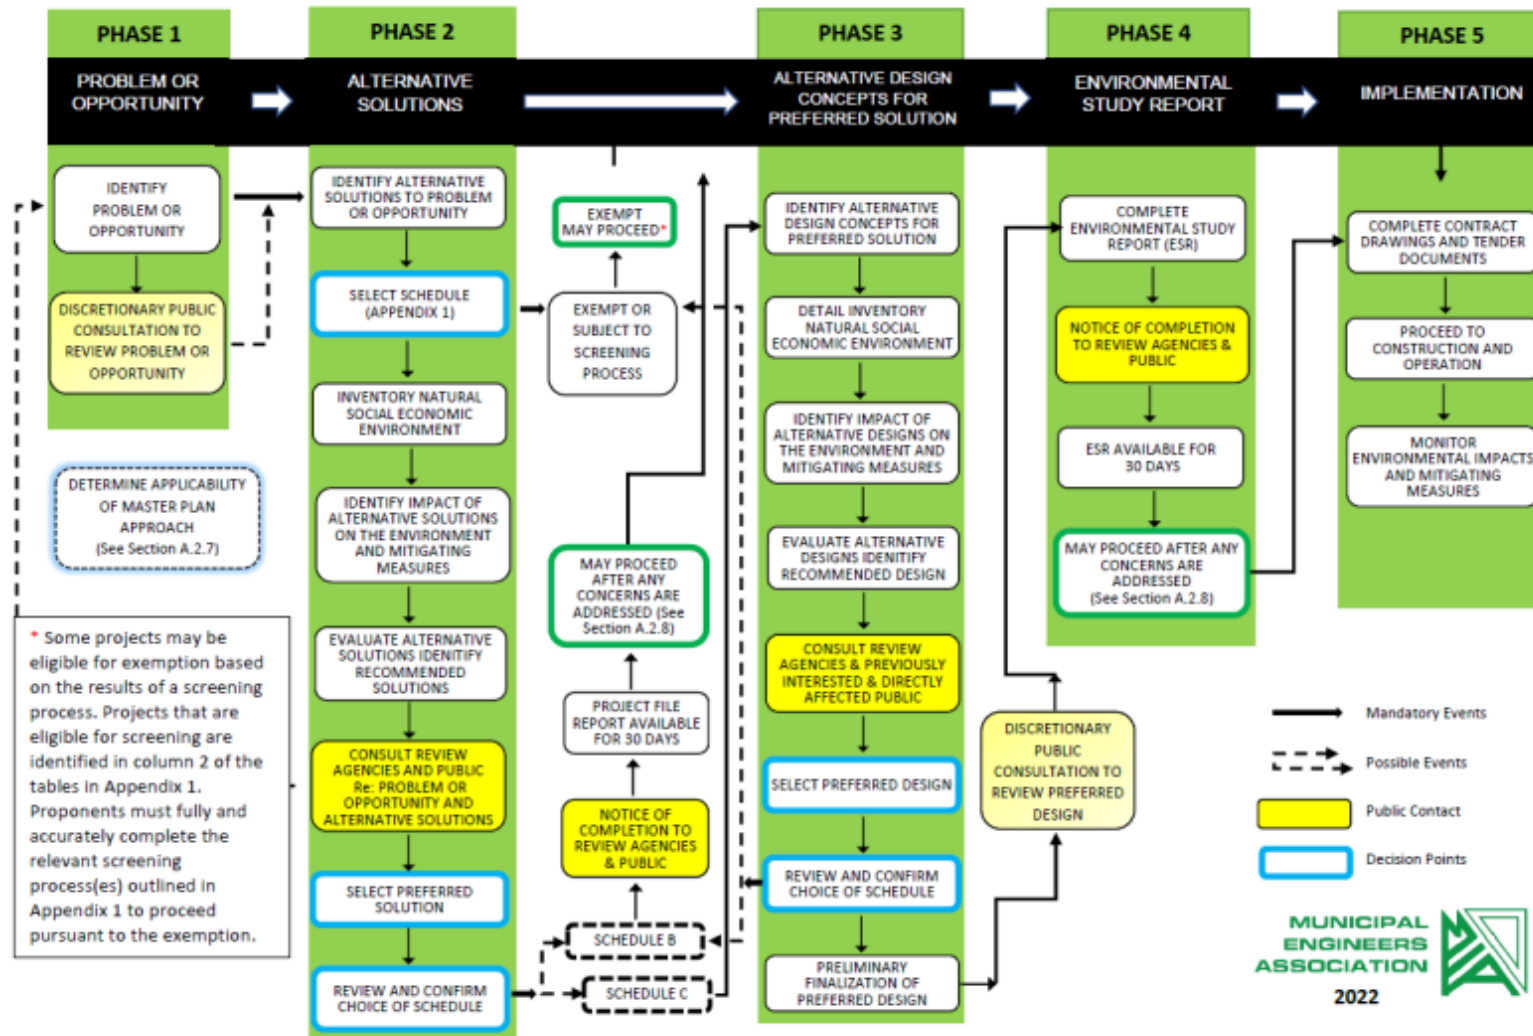 PHASE 1
PROBLEM OR
OPPORTUNITY
IDENTIFY
PROBLEM OR
OPPORTUNITY
DISCRETIONARY PUBLIC
CONSULTATION TO
REVIEW PROBLEM OR
OPPORTUNITY
DETERMINE APPLICABILITY
OF MASTER PLAN
APPROACH
(See Section A.2.7)
* Some projects may be
eligible for exemption based
on the results of a screening
process. Projects that are
eligible for screening are
identified in column 2 of the
tables in Appendix 1.
Proponents must fully and
accurately complete the
relevant screening
process(es) outlined in
Appendix 1 to proceed
pursuant to the exemption.
PHASE 2
ALTERNATIVE
SOLUTIONS
IDENTIFY ALTERNATIVE
SOLUTIONS TO PROBLEM
OR OPPORTUNITY
SELECT SCHEDULE
(APPENDIX 1)
INVENTORY NATURAL
SOCIAL ECONOMIC
ENVIRONMENT
IDENTIFY IMPACT OF
ALTERNATIVE SOLUTIONS
ON THE ENVIRONMENT
AND MITIGATING
MEASURES
EVALUATE ALTERNATIVE
SOLUTIONS IDENITIFY
RECOMMENDED
SOLUTIONS
CONSULT REVIEW
AGENCIES AND PUBLIC
Re: PROBLEM OR
OPPORTUNITY AND
ALTERNATIVE SOLUTIONS
SELECT PREFERRED
SOLUTION
REVIEW AND CONFIRM
CHOICE OF SCHEDULE
EXEMPT
MAY PROCEED*
EXEMPT OR
SUBJECT TO
SCREENING
PROCESS
MAY PROCEED
AFTER ANY
CONCERNS ARE
ADDRESSED (See
Section A.2.8)
PROJECT FILE
REPORT AVAILABLE
FOR 30 DAYS
NOTICE OF
COMPLETION TO
REVIEW AGENCIES
& PUBLIC
SCHEDULE B
SCHEDULE C
PHASE 3
ALTERNATIVE DESIGN
CONCEPTS FOR
PREFERRED SOLUTION
IDENTIFY ALTERNATIVE
DESIGN CONCEPTS FOR
PREFERRED SOLUTION
DETAIL INVENTORY
NATURAL SOCIAL
ECONOMIC ENVIRONMENT
IDENTIFY IMPACT OF
ALTERNATIVE DESIGNS ON
THE ENVIRONMENT AND
MITIGATING MEASURES
EVALUATE ALTERNATIVE
DESIGNS IDENITIFY
RECOMMENDED DESIGN
CONSULT REVIEW
AGENCIES & PREVIOUSLY
INTERESTED & DIRECTLY
AFFECTED PUBLIC
SELECT PREFERRED DESIGN
REVIEW AND CONFIRM
CHOICE OF SCHEDULE
PRELIMINARY
FINALIZATION OF
PREFERRED DESIGN
DISCRETIONARY
PUBLIC
CONSULTATION TO
REVIEW PREFERRED
DESIGN
PHASE 4
ENVIRONMENTAL
STUDY REPORT
COMPLETE
ENVIRONMENTAL STUDY
REPORT (ESR)
NOTICE OF COMPLETION
TO REVIEW AGENCIES &
PUBLIC
ESR AVAILABLE FOR
30 DAYS
MAY PROCEED AFTER ANY
CONCERNS ARE
ADDRESSED
(See Section A.2.8)
PHASE 5
IMPLEMENTATION
COMPLETE CONTRACT
DRAWINGS AND TENDER
DOCUMENTS
PROCEED TO
CONSTRUCTION AND
OPERATION
MONITOR
ENVIRONMENTAL IMPACTS
AND MITIGATING
MEASURES
Mandatory Events
Possible Events
Public Contact
Decision Points
MUNICIPAL
ENGINEERS
ASSOCIATION
2022